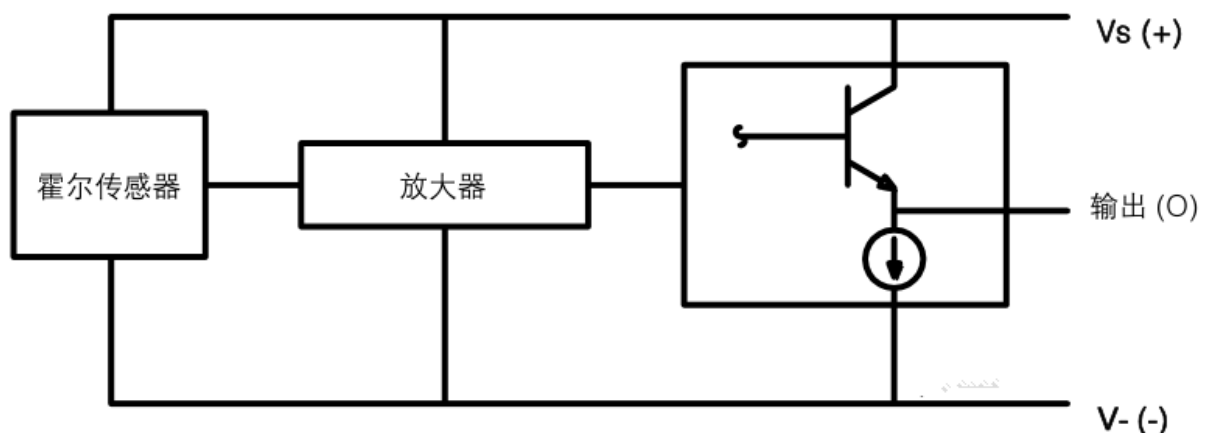 Vs (+)
霍尔传感器
放大器
输出 (O)
V- (-)